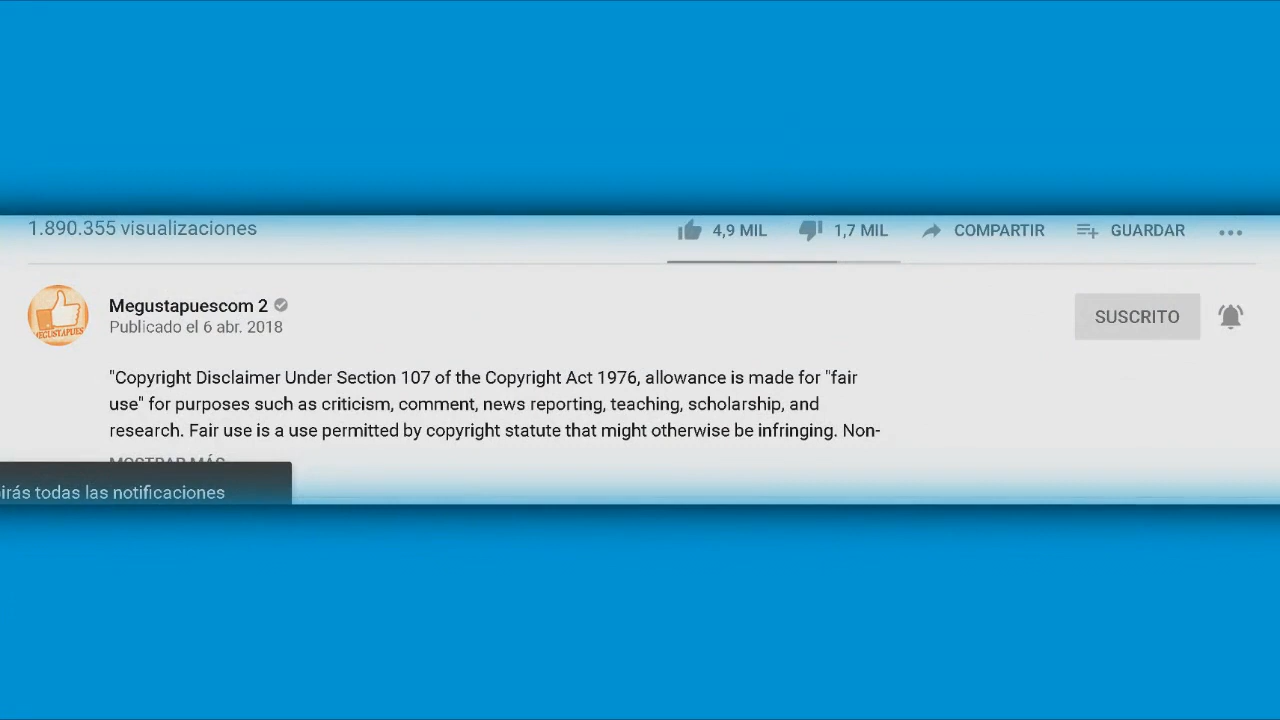 1.890.355 visualizaciones
4,9 MIL 1,7 MIL COMPARTIR GUARDAR
Megustapuescom 2
MEGUSTAPUES
Publicado el 6 abr. 2018
SUSCRITO
"Copyright Disclaimer Under Section 107 of the Copyright Act 1976, allowance is made for "fair
use" for purposes such as criticism, comment, news reporting, teaching, scholarship, and
research. Fair use is a use permitted by copyright statute that might otherwise be infringing. Non-
MOSTRAR MÁS
irás todas las notificaciones